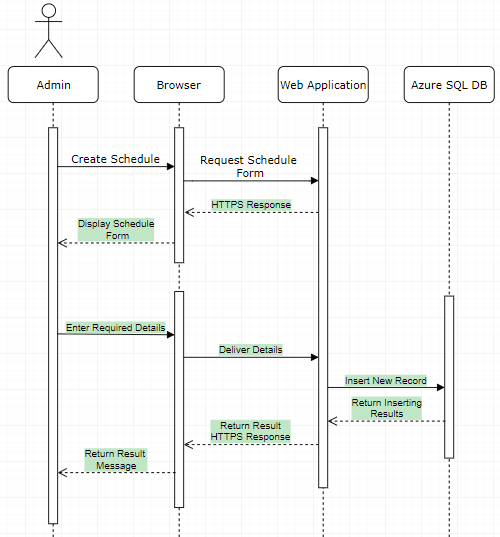 Admin
Browser
Web Application
Azure SQL DB
Create Schedule
Request Schedule
Form
HTTPS Response
Display Schedule
Form
Enter Required Details
Deliver Details
Insert New Record
Return Inserting
Results
Return Result
HTTPS Response
Return Result
Message